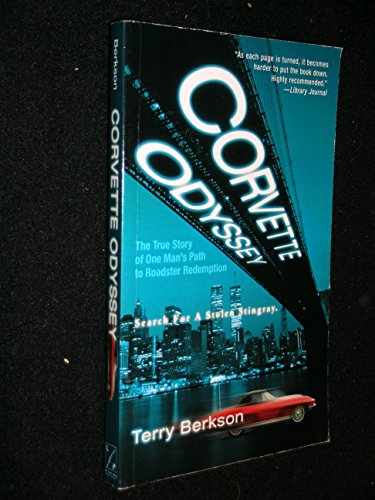 Berkson
CORVETTE ODYSSEY
"As each page is turned, it becomes
harder to put the book down.
Highly recommended."
—Library Journal
CORVETTE
ODYSSEY
The True Story
of One Man's Path
to Roadster Redemption
Search For A Stolen Stingray.
Terry Berkson